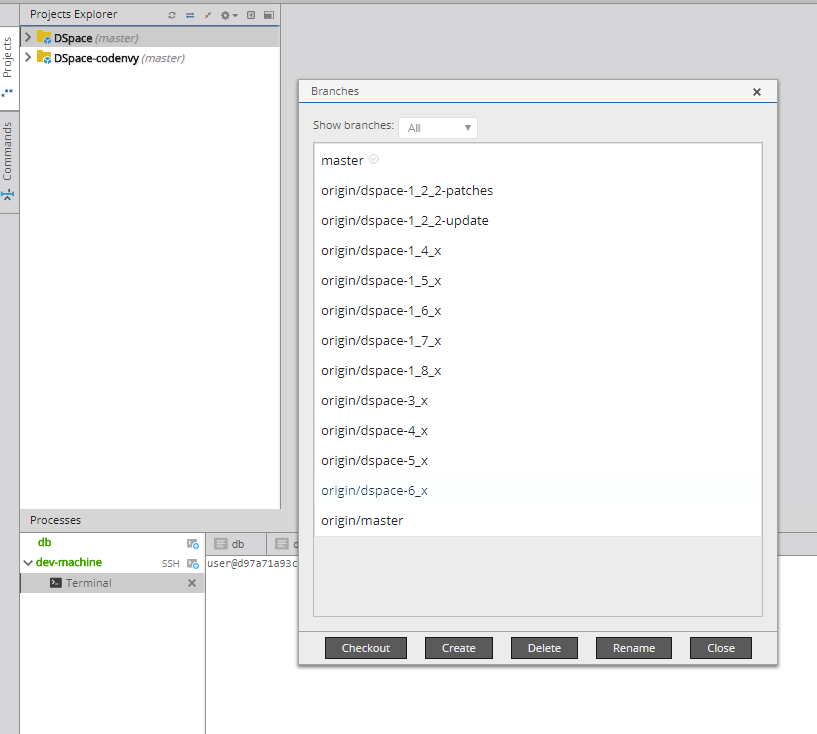 Projects Explorer
Projects
Commands
DSpace (master)
DSpace-codenvy (master)
Branches
Show branches: All
master
origin/dspace-1_2_2-patches
origin/dspace-1_2_2-update
origin/dspace-1_4_x
origin/dspace-1_5_x
origin/dspace-1_6_x
origin/dspace-1_7_x
origin/dspace-1_8_x
origin/dspace-3_x
origin/dspace-4_x
origin/dspace-5_x
origin/dspace-6_x
origin/master
Checkout Create Delete Rename Close
Processes
db
dev-machine SSH
Terminal
db
user@d97a71a93c